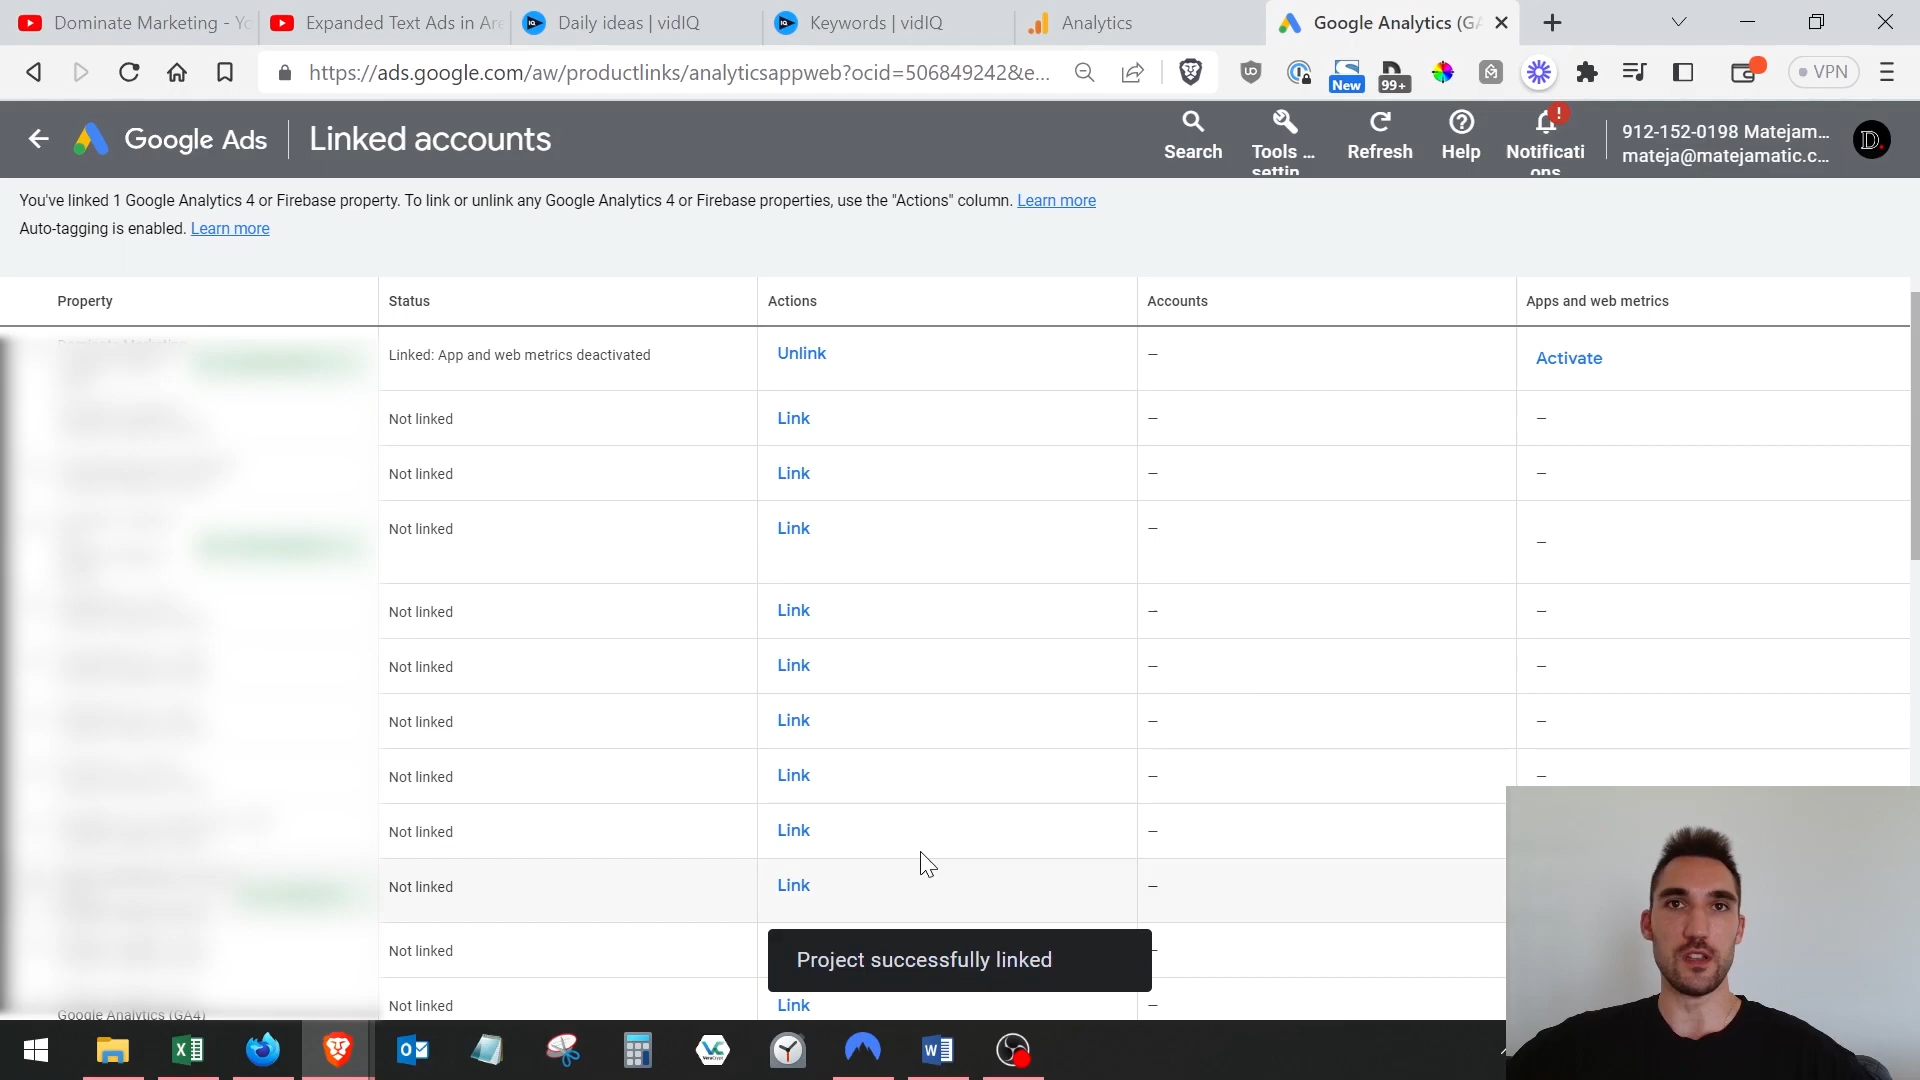 Dominate Marketing - Yo
Expanded Text Ads in Are
Daily ideas | vidIQ
Keywords | vidIQ
Analytics
Google Analytics (GA
https://ads.google.com/aw/productlinks/analyticsappweb?ocid=506849242&e...
New
99+
VPN
Google Ads
Linked accounts
Search
Tools ...
settin
Refresh
Help
Notificati
ons
912-152-0198 Matejam...
mateja@matejamatic.c...
D.
You've linked 1 Google Analytics 4 or Firebase property. To link or unlink any Google Analytics 4 or Firebase properties, use the "Actions" column. Learn more
Auto-tagging is enabled. Learn more
Property Status Actions Accounts Apps and web metrics
Linked: App and web metrics deactivated Unlink – Activate
Not linked Link – –
Not linked Link – –
Not linked Link – –
Not linked Link – –
Not linked Link – –
Not linked Link – –
Not linked Link – –
Not linked Link –
Not linked Link –
Not linked –
Project successfully linked
Not linked Link –
Google Analytics (GA4)